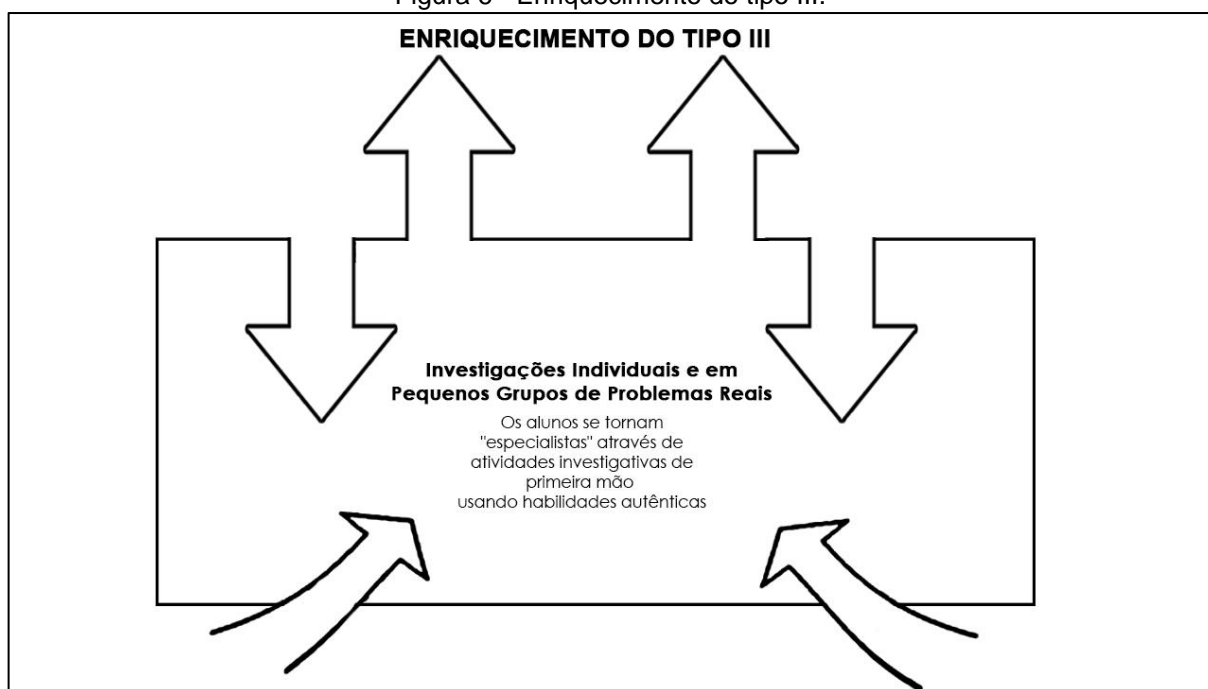 ENRIQUECIMENTO DO TIPO III
Investigações Individuais e em
Pequenos Grupos de Problemas Reais
Os alunos se tornam
"especialistas" através de
atividades investigativas de
primeira mão
usando habilidades autênticas